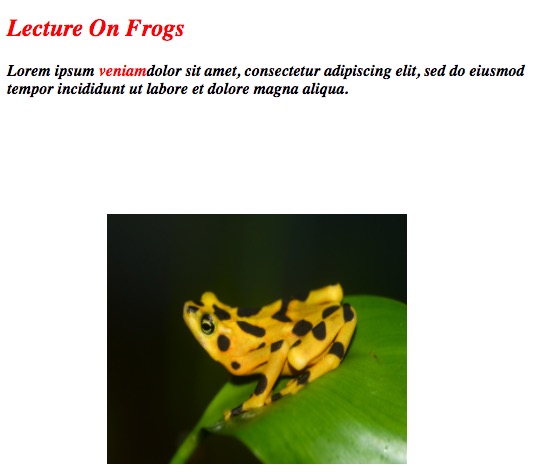 Lecture On Frogs
Lorem ipsum veniamdolor sit amet, consectetur adipiscing elit, sed do eiusmod
tempor incididunt ut labore et dolore magna aliqua.